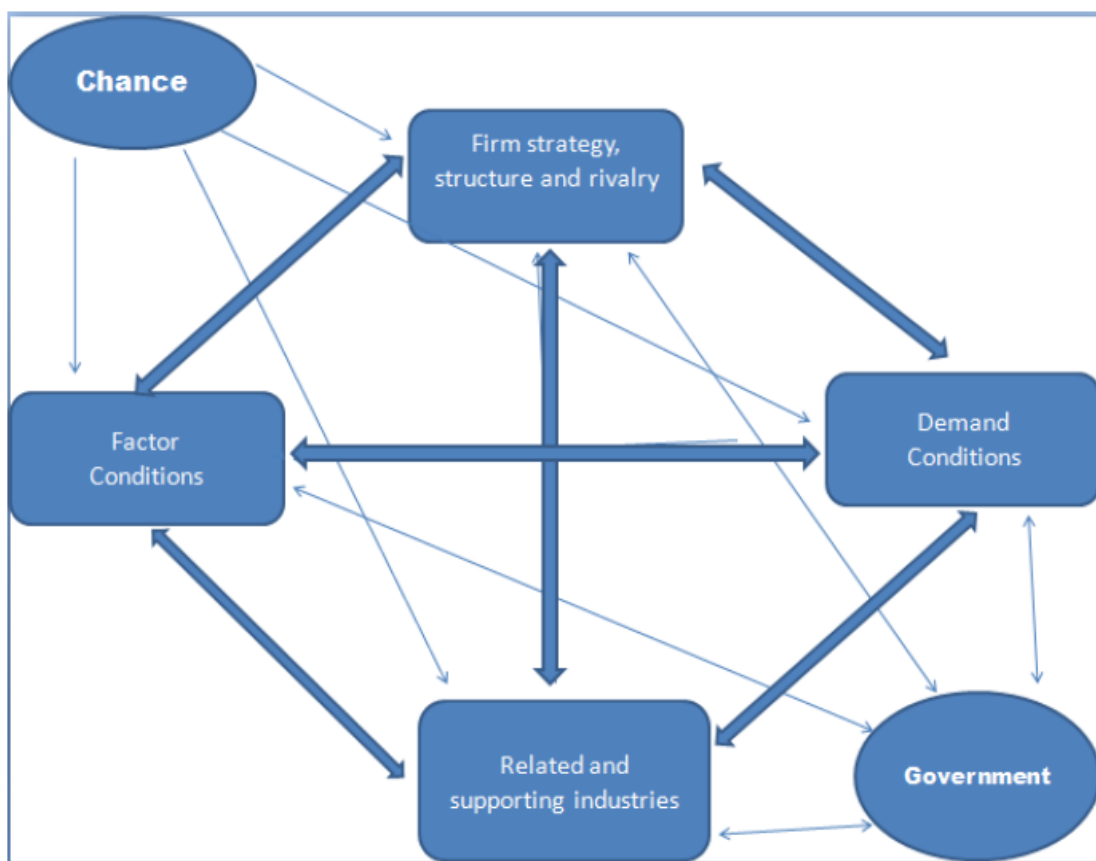 Chance
Firm strategy,
structure and rivalry
Factor
Conditions
Demand
Conditions
Related and
supporting industries
Government